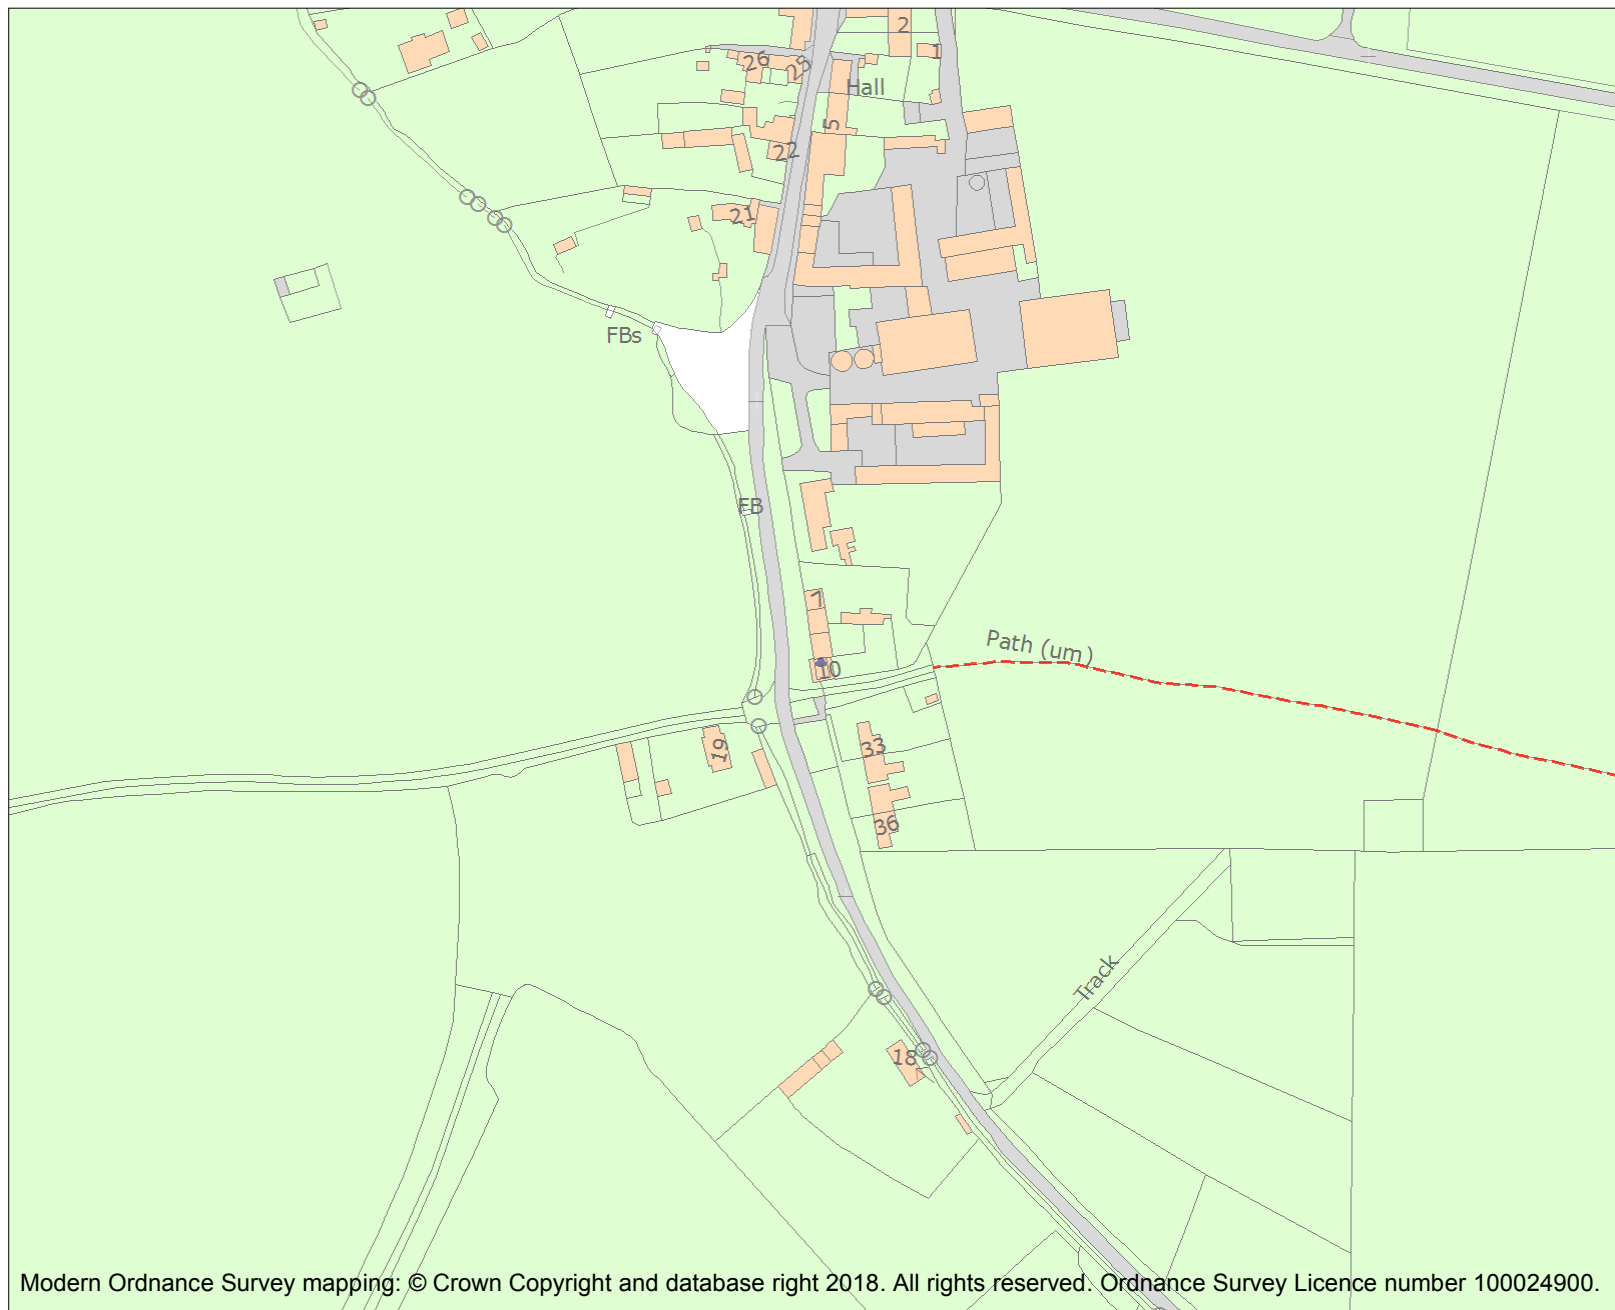 2
1
26
25
Hall
5
22
21
FBs
FB
7
Path (um)
10
19
33
36
Track
18
Modern Ordnance Survey mapping: © Crown Copyright and database right 2018. All rights reserved. Ordnance Survey Licence number 100024900.